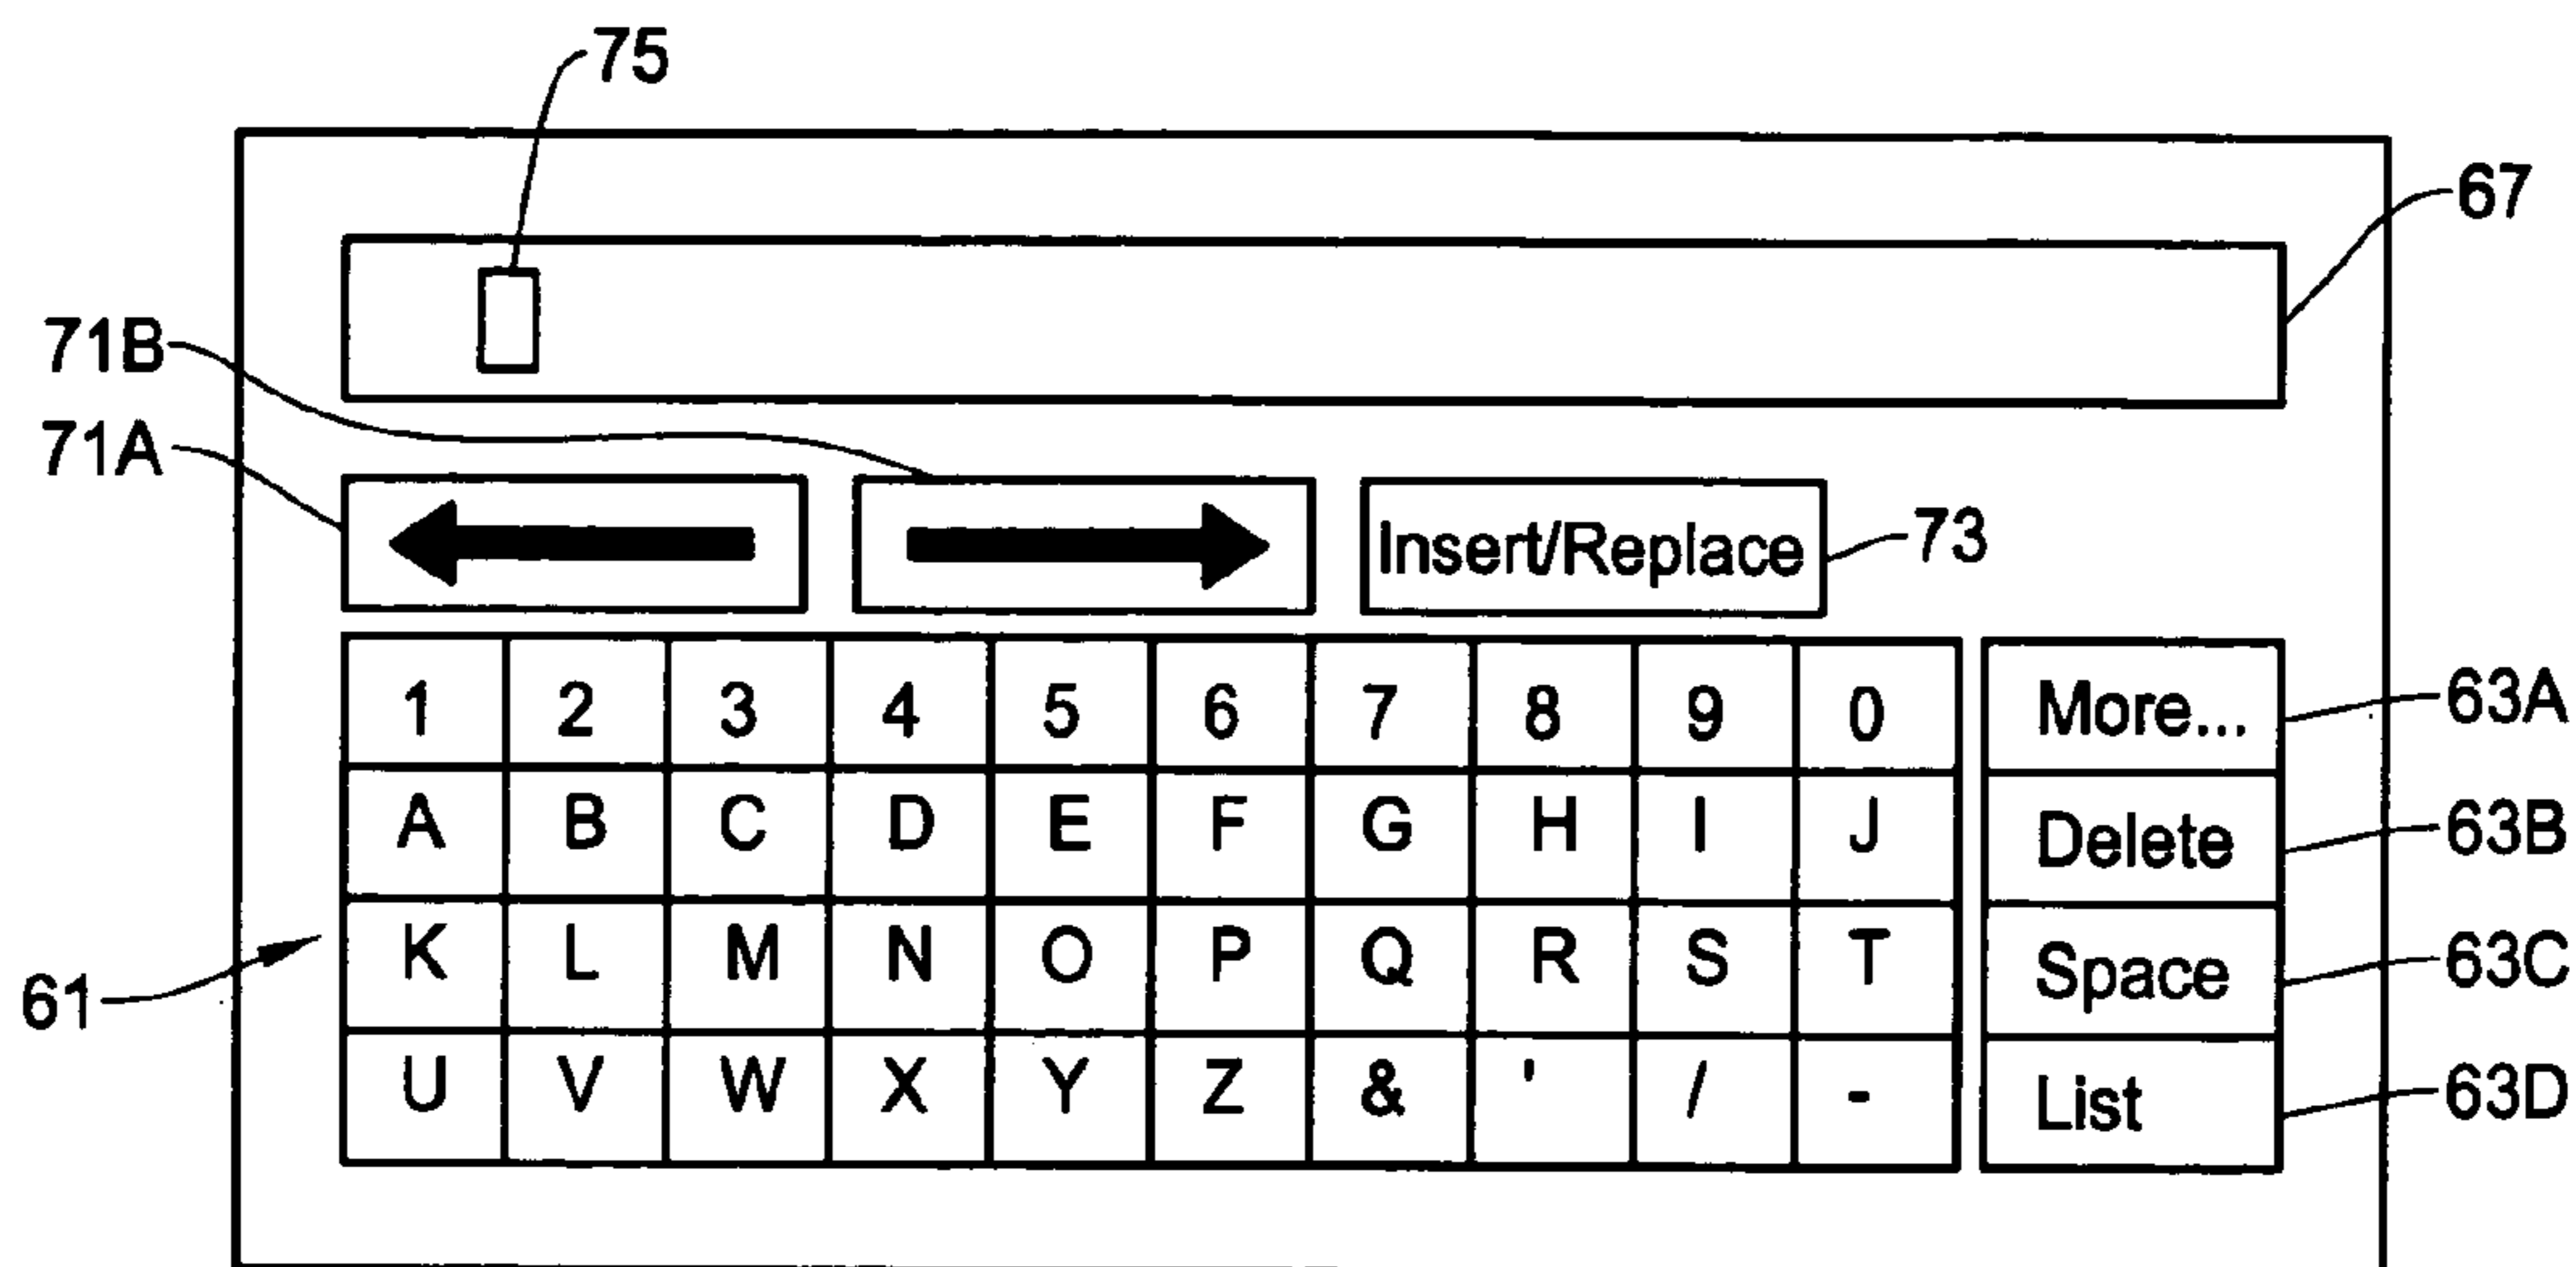 75
67
71B
71A
Insert/Replace 73
1 2 3 4 5 6 7 8 9 0 More... 63A
A B C D E F G H I J Delete 63B
K L M N O P Q R S T Space 63C
61
U V W X Y Z & ' / - List 63D